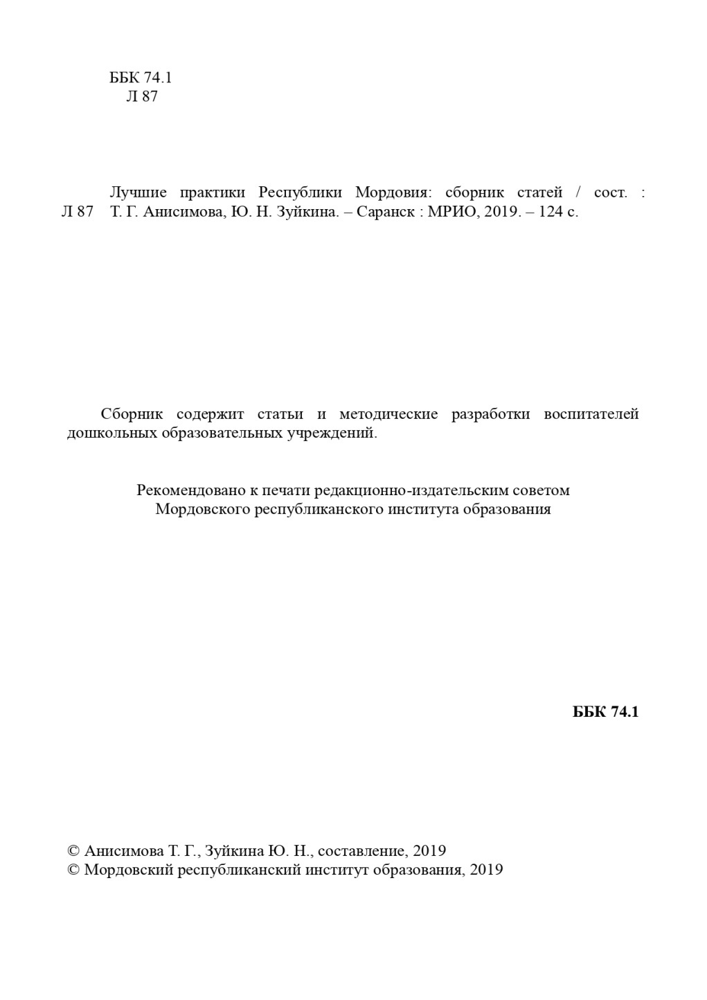 ББК 74.1
Л 87
Лучшие практики Республики Мордовия: сборник статей / сост. :
Л 87 Т. Г. Анисимова, Ю. Н. Зуйкина. – Саранск : МРИО, 2019. – 124 с.
Сборник содержит статьи и методические разработки воспитателей
дошкольных образовательных учреждений.
Рекомендовано к печати редакционно-издательским советом
Мордовского республиканского института образования
ББК 74.1
© Анисимова Т. Г., Зуйкина Ю. Н., составление, 2019
© Мордовский республиканский институт образования, 2019